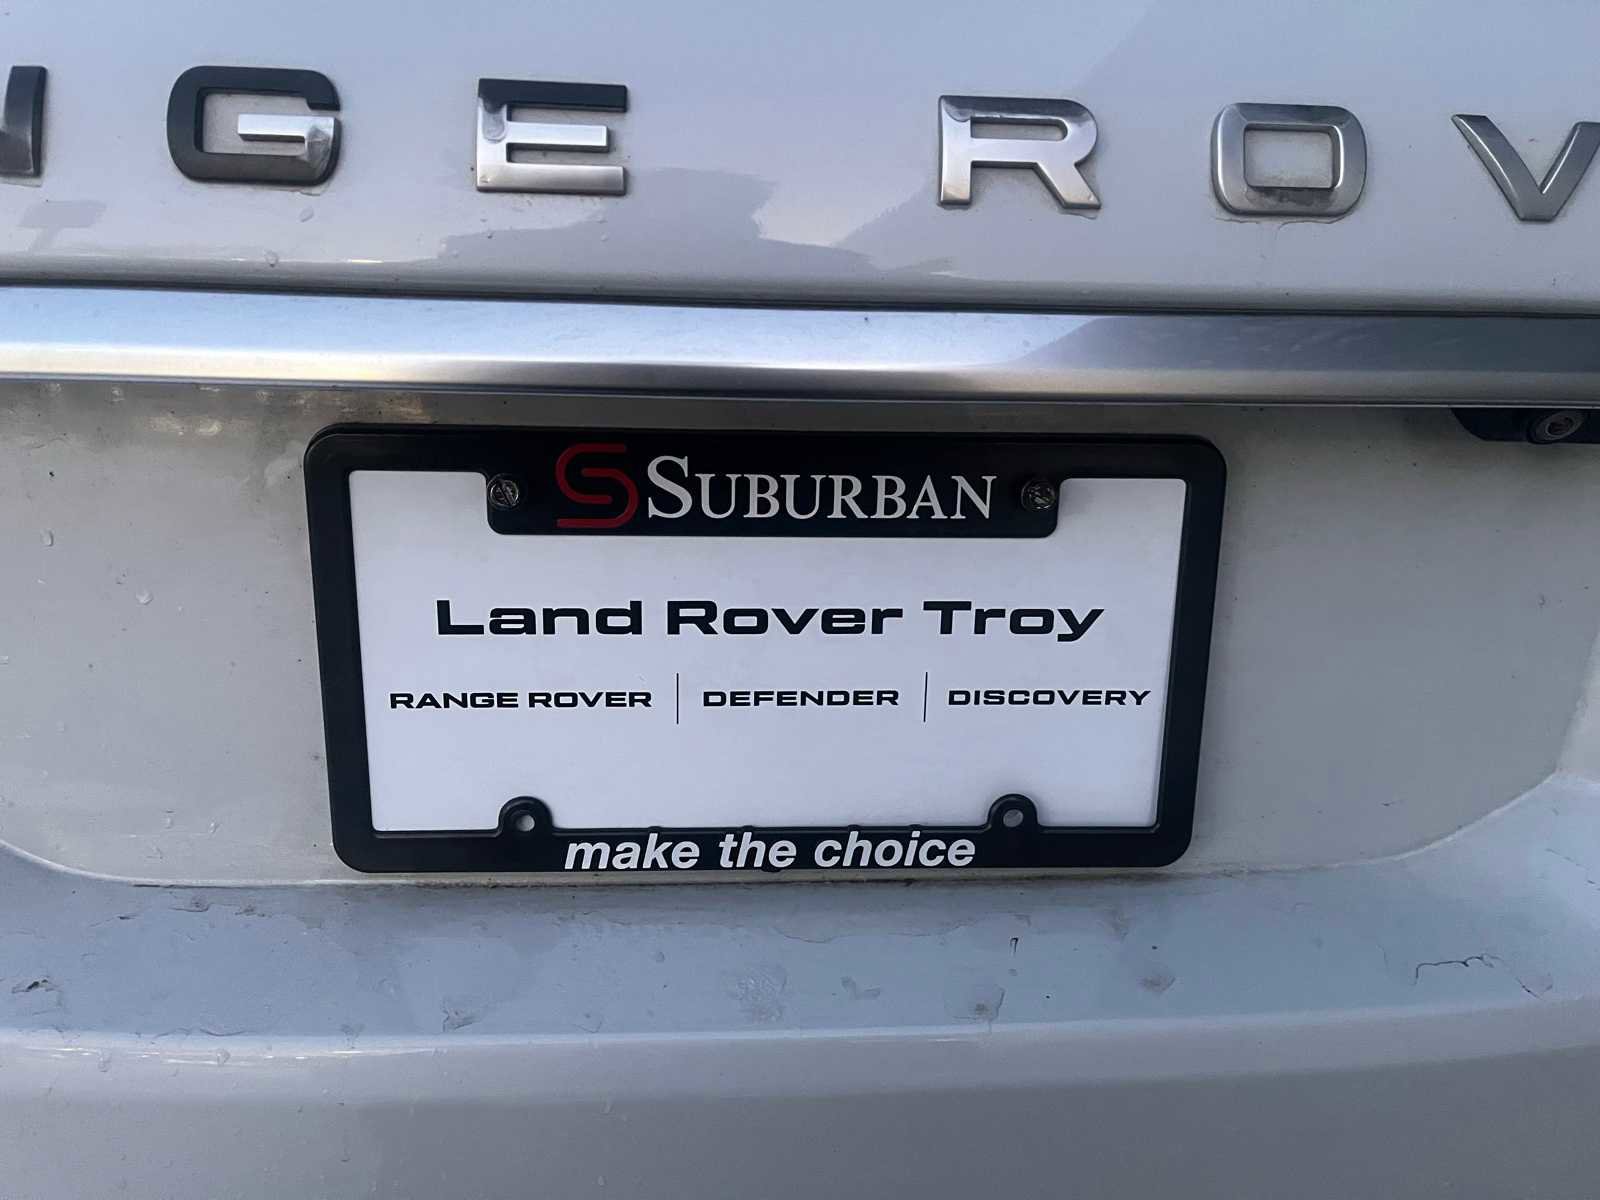 NGE ROV
SUBURBAN
Land Rover Troy
RANGE ROVER | DEFENDER | DISCOVERY
make the choice